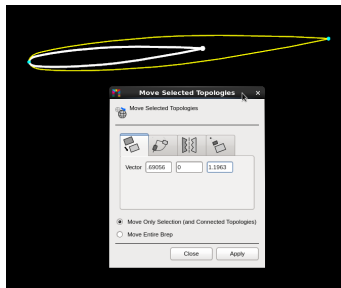 Move Selected Topologies
Move Selected Topologies
Vector .69056 0 1.1963
Move Only Selection (and Connected Topologies)
Move Entire Brep
Close Apply